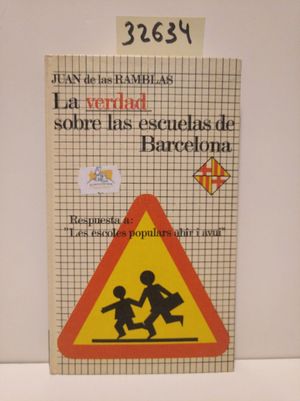 32634
JUAN de las RAMBLAS
La verdad
sobre las escuelas de
Barcelona
Respuesta a:
"Les escoles populars ahir i avui"